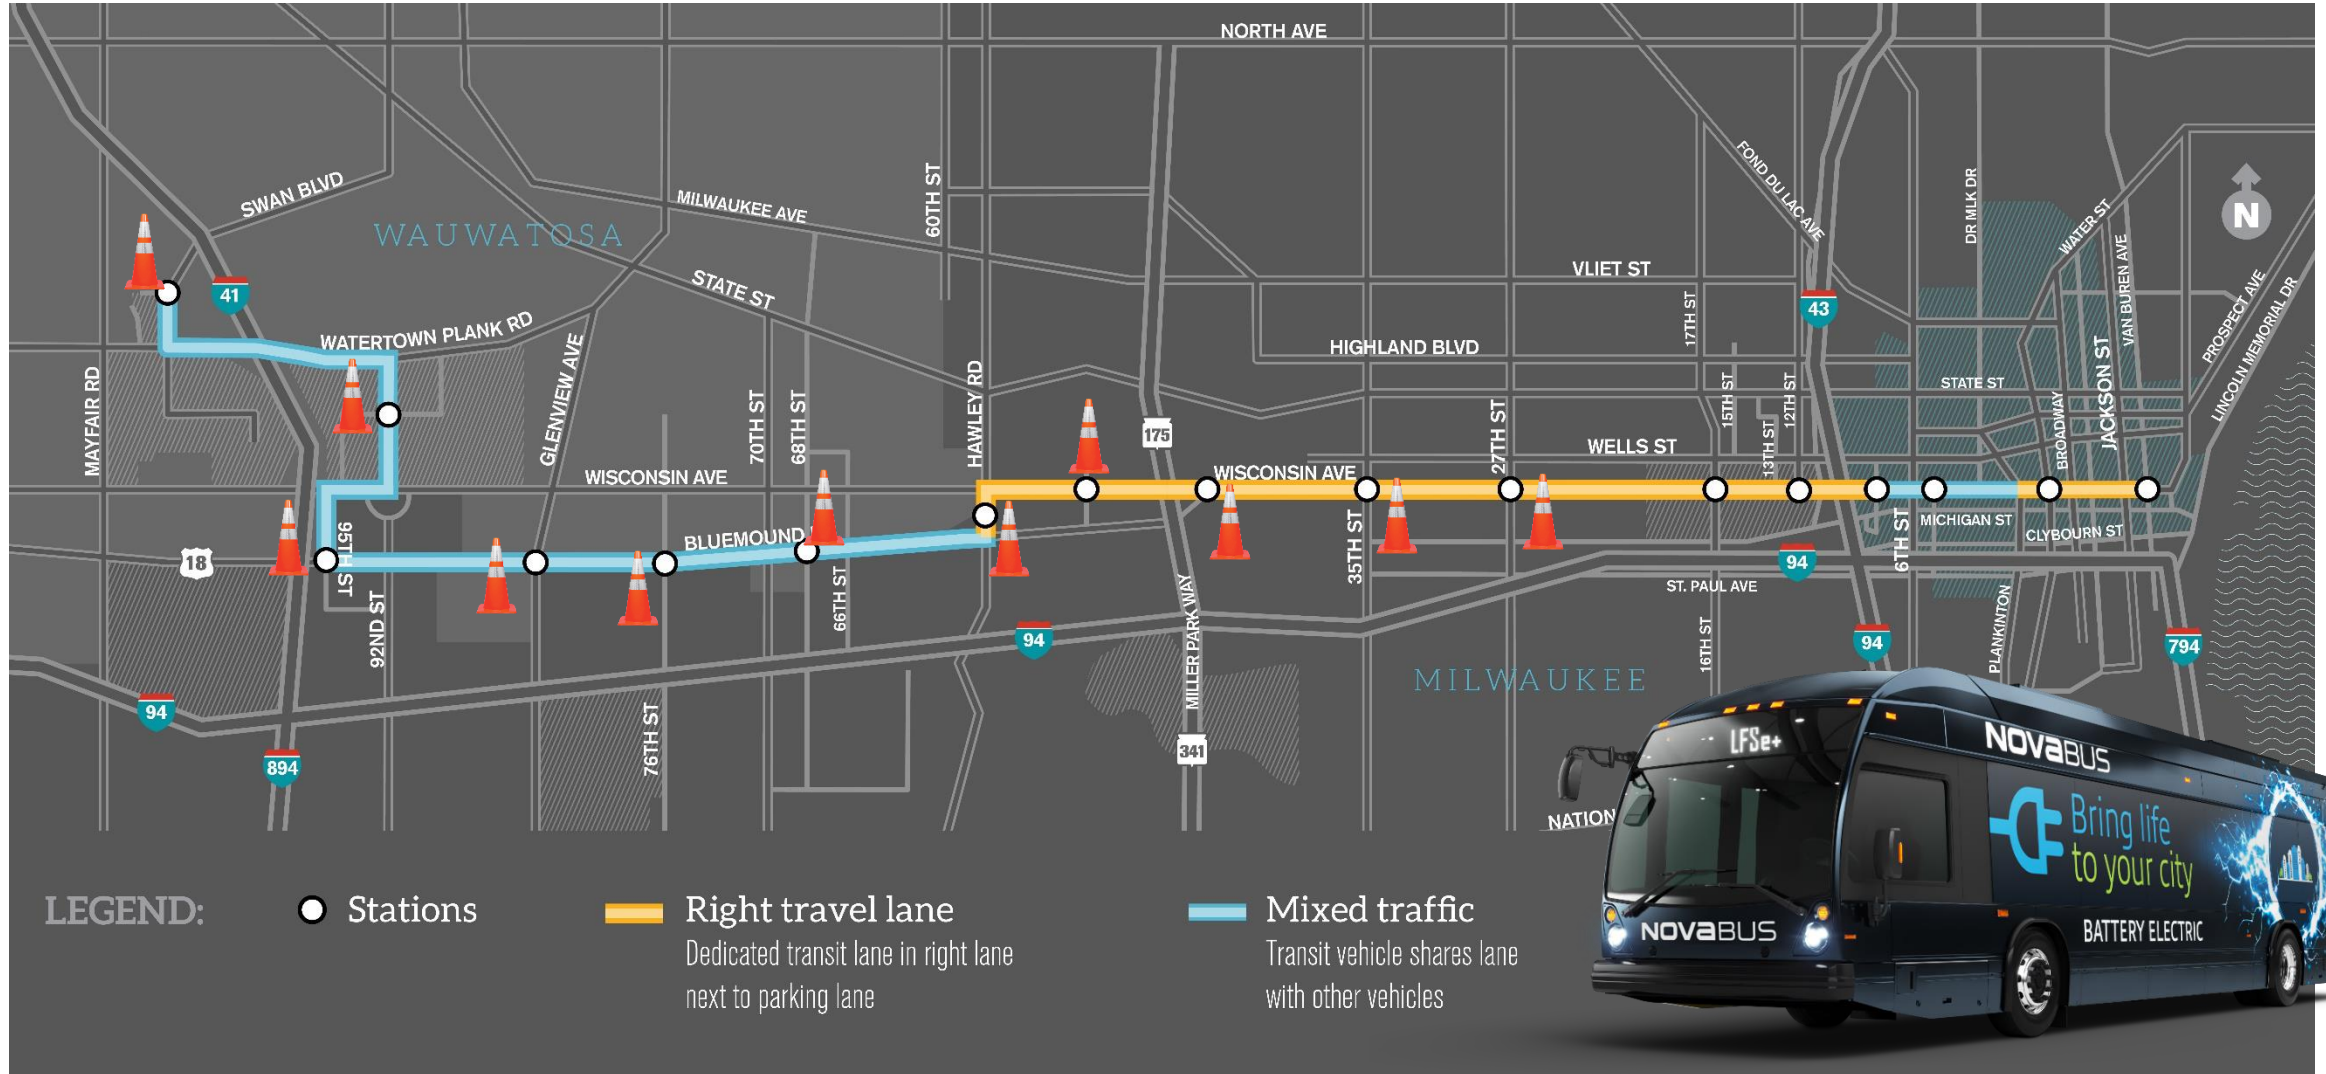 NORTH AVE
SWAN BLVD
WAUWATOSA
MILWAUKEE AVE
60TH ST
FOND DU LAC AVE
DR MLK DR
WATER ST
VAN BUREN AVE
N
41
STATE ST
VLIET ST
43
PROSPECT AVE
LINCOLN MEMORIAL DR
WATERTOWN PLANK RD
GLENVIEW AVE
MAYFAIR RD
70TH ST
68TH ST
HAWLEY RD
HIGHLAND BLVD
17TH ST
15TH ST
12TH ST
13TH ST
STATE ST
BROADWAY
JACKSON ST
175
27TH ST
WELLS ST
WISCONSIN AVE
WISCONSIN AVE
BLUEMOUND
95TH ST
18
92ND ST
66TH ST
35TH ST
6TH ST
MICHIGAN ST
CLYBOURN ST
94
ST. PAUL AVE
PLANKINTON
16TH ST
94
94
794
MILLER PARK WAY
MILWAUKEE
94
76TH ST
894
341
NATION
LFSe+
NOVABUS
Bring life
to your city
BATTERY ELECTRIC
NOVABUS
LEGEND:
Stations
Right travel lane
Dedicated transit lane in right lane
next to parking lane
Mixed traffic
Transit vehicle shares lane
with other vehicles